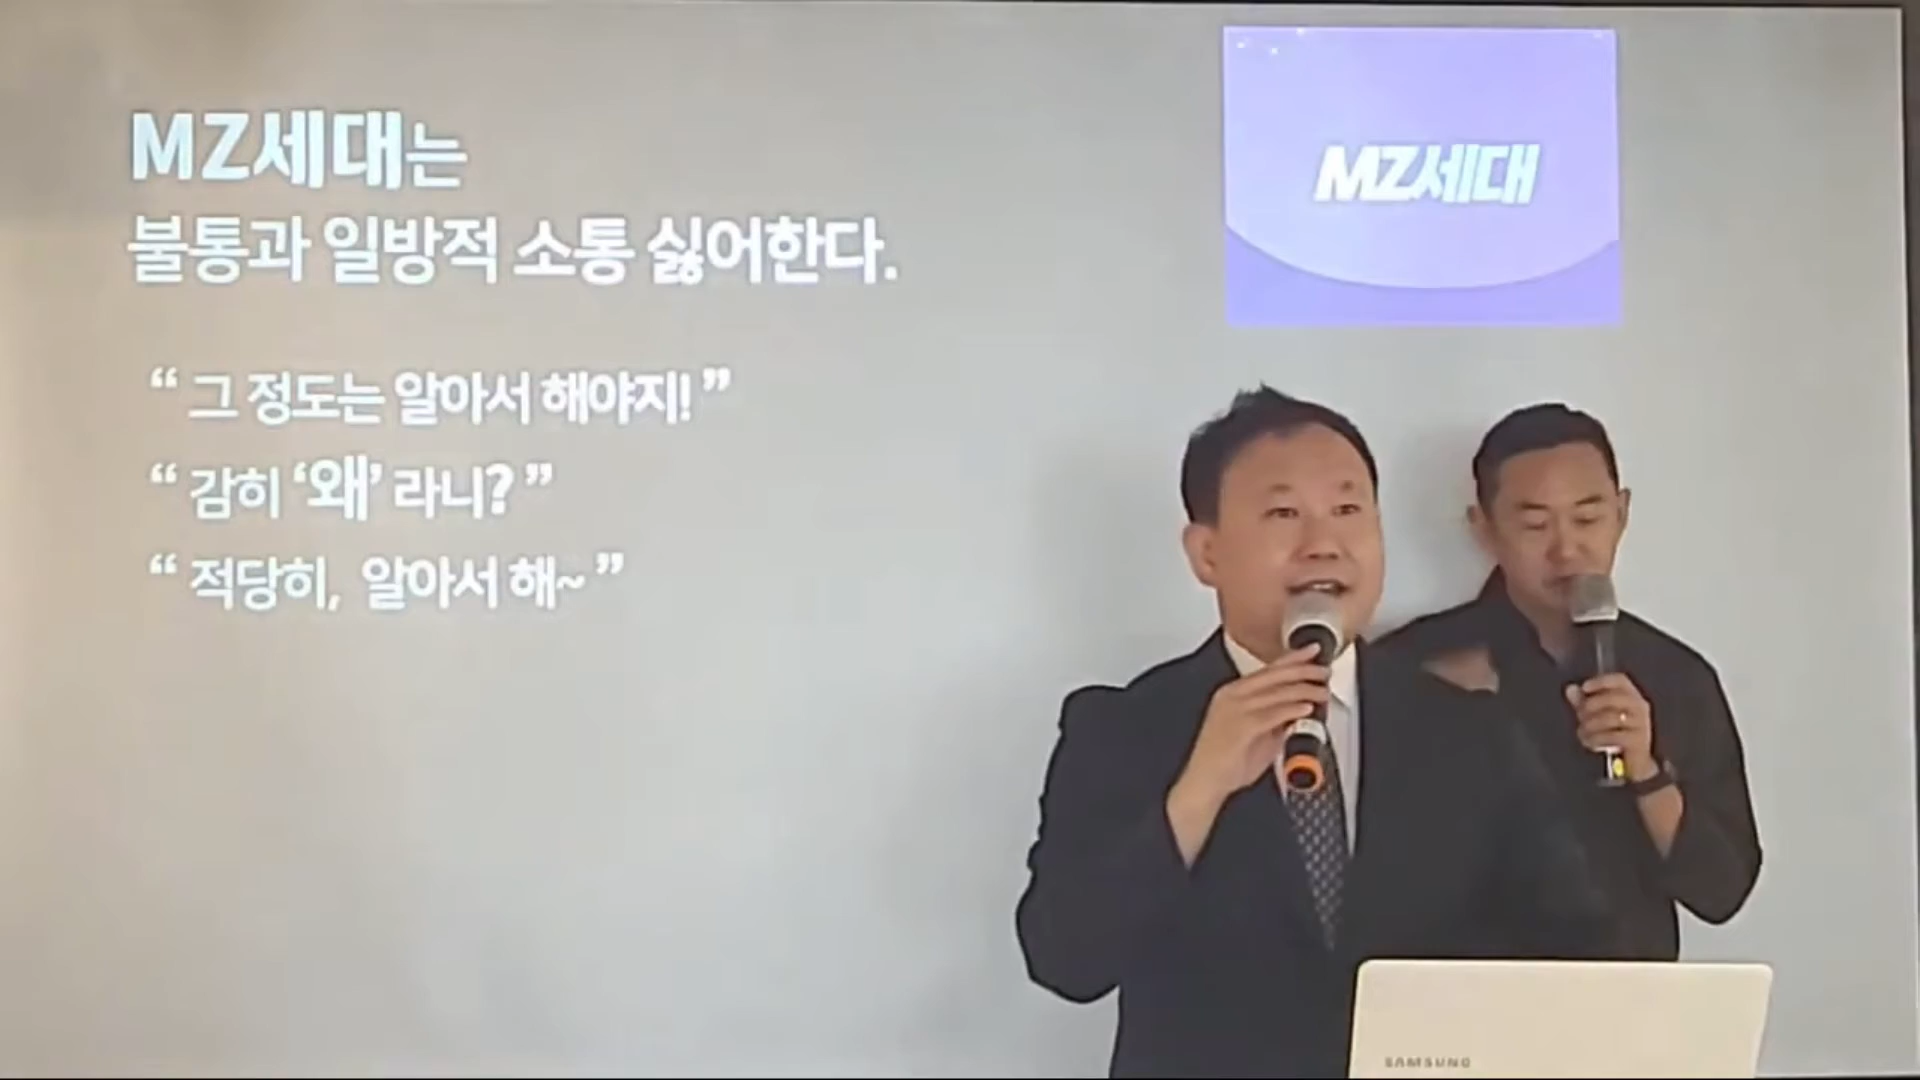 MZ세대는
불통과 일방적 소통 싫어한다.
“ 그 정도는 알아서 해야지! ”
“ 감히 ‘왜’ 라니? ”
“ 적당히, 알아서 해~ ”
MZ세대
SAMSUNG